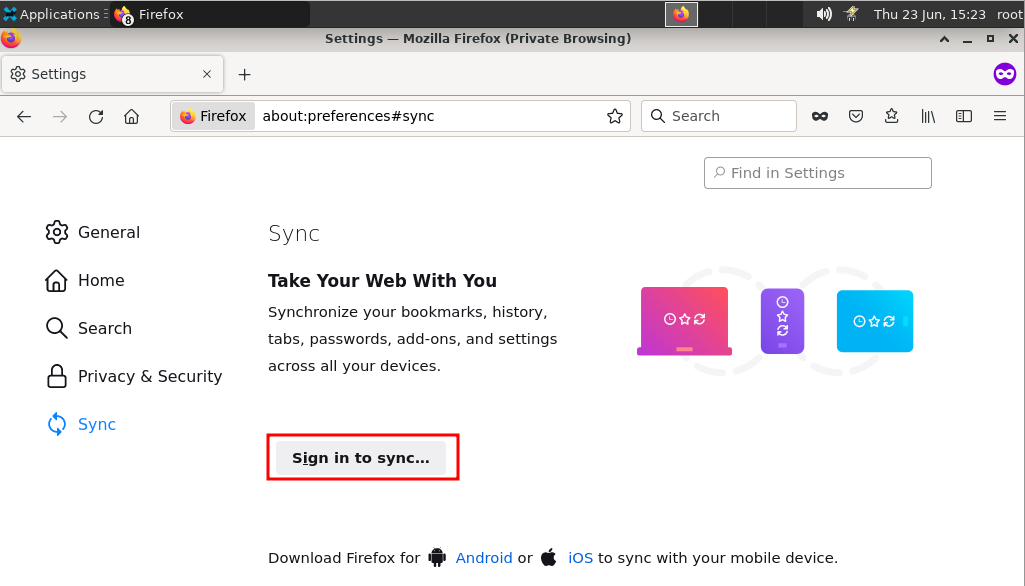 Applications
8
Firefox
Thu 23 Jun, 15:23
root
Settings — Mozilla Firefox (Private Browsing)
Settings
Firefox
about:preferences#sync
Search
Find in Settings
General
Home
Search
Privacy & Security
Sync
Sync
Take Your Web With You
Synchronize your bookmarks, history,
tabs, passwords, add-ons, and settings
across all your devices.
Sign in to sync...
Download Firefox for Android or iOS to sync with your mobile device.